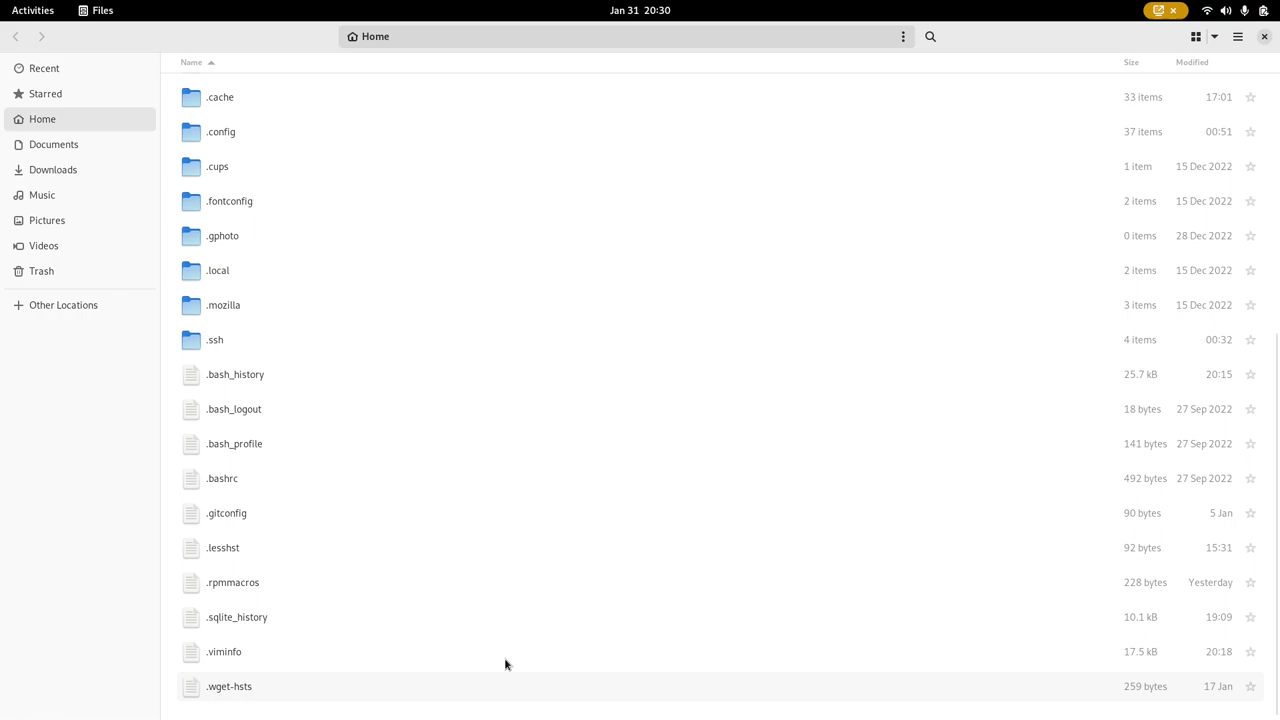 Activities Files Jan 31 20:30
Home
Name Size Modified
Recent
Starred
Home
Documents
Downloads
Music
Pictures
Videos
Trash
Other Locations
.cache 33 items 17:01
.config 37 items 00:51
.cups 1 item 15 Dec 2022
.fontconfig 2 items 15 Dec 2022
.gphoto 0 items 28 Dec 2022
.local 2 items 15 Dec 2022
.mozilla 3 items 15 Dec 2022
.ssh 4 items 00:32
.bash_history 25.7 kB 20:15
.bash_logout 18 bytes 27 Sep 2022
.bash_profile 141 bytes 27 Sep 2022
.bashrc 492 bytes 27 Sep 2022
.gitconfig 90 bytes 5 Jan
.lesshst 92 bytes 15:31
.rpmmacros 228 bytes Yesterday
.sqlite_history 10.1 kB 19:09
.viminfo 17.5 kB 20:18
.wget-hsts 259 bytes 17 Jan